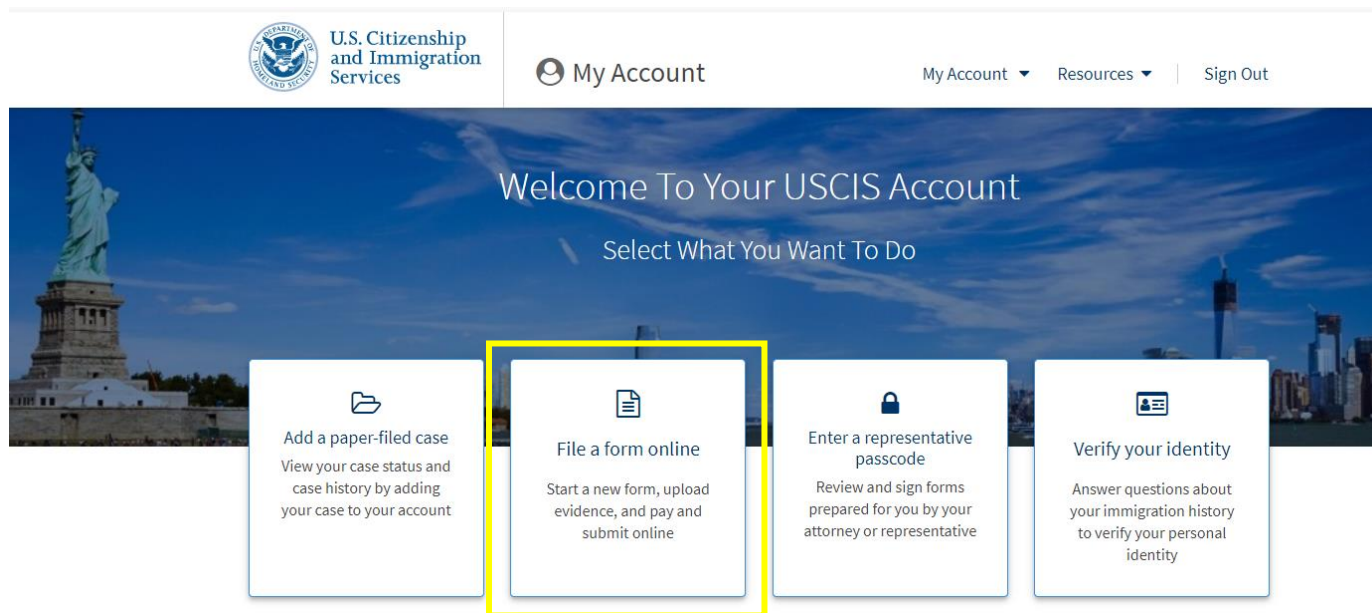 U.S. Citizenship
and Immigration
Services
My Account
My Account
Resources
Sign Out
U.S. DEPARTMENT OF
HOMELAND SECURITY
Welcome To Your USCIS Account
Select What You Want To Do
Add a paper-filed case
View your case status and
case history by adding
your case to your account
File a form online
Start a new form, upload
evidence, and pay and
submit online
Enter a representative
passcode
Review and sign forms
prepared for you by your
attorney or representative
Verify your identity
Answer questions about
your immigration history
to verify your personal
identity